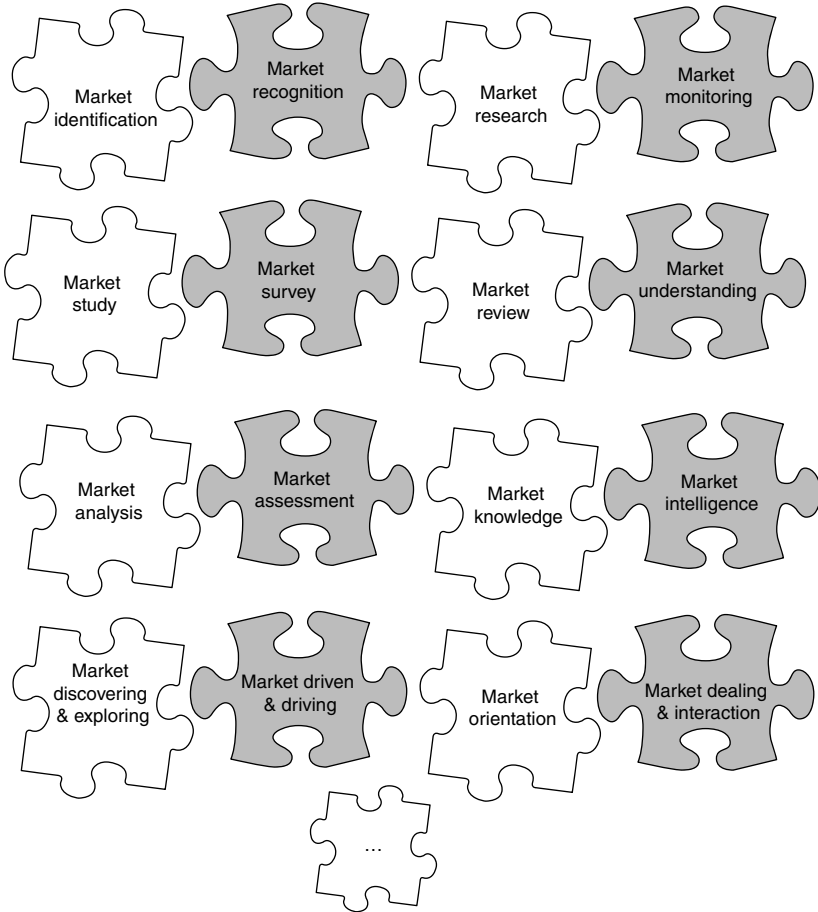 Market
identification
Market
recognition
Market
research
Market
monitoring
Market
study
Market
survey
Market
review
Market
understanding
Market
analysis
Market
assessment
Market
knowledge
Market
intelligence
Market
discovering
& exploring
Market driven
& driving
Market
orientation
Market dealing
& interaction
...